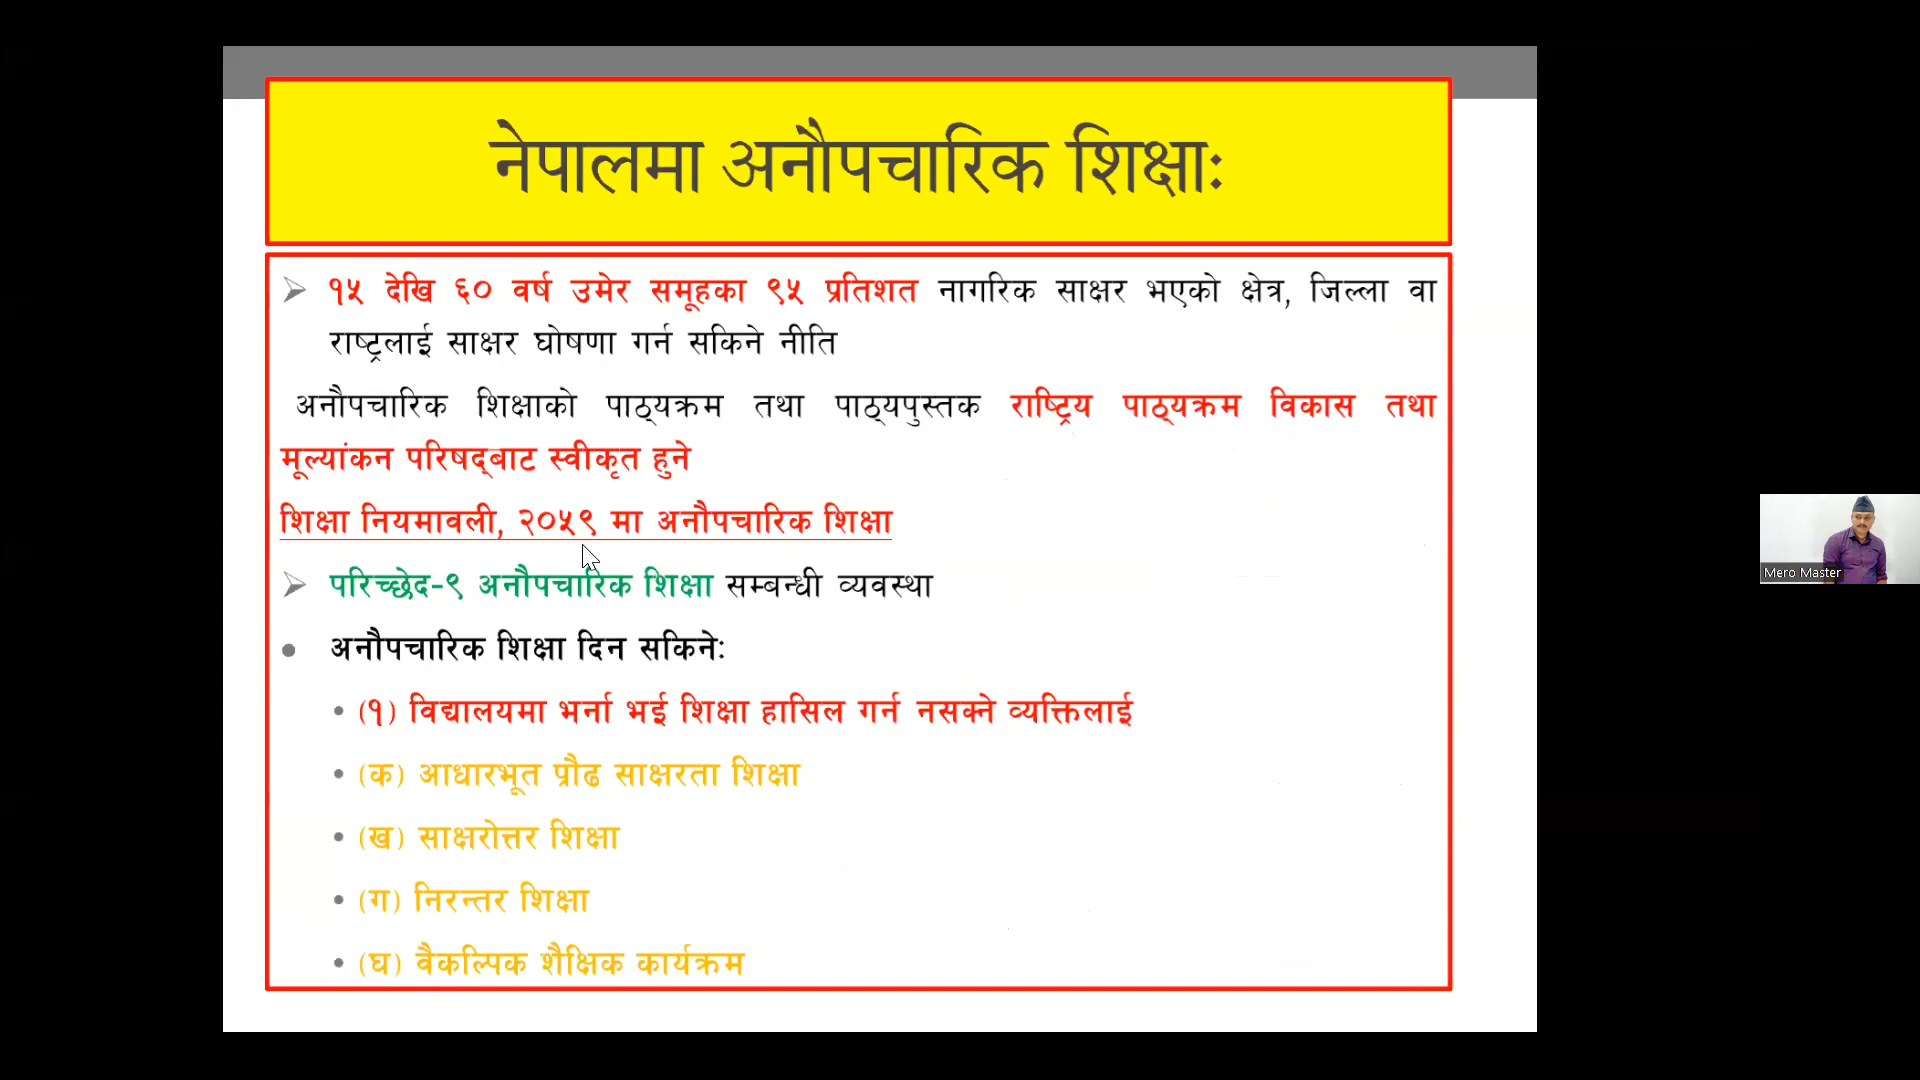 नेपालमा अनौपचारिक शिक्षाः
१५ देखि ६० वर्ष उमेर समूहका ९५ प्रतिशत नागरिक साक्षर भएको क्षेत्र, जिल्ला वा
राष्ट्रलाई साक्षर घोषणा गर्न सकिने नीति
अनौपचारिक शिक्षाको पाठ्यक्रम तथा पाठ्यपुस्तक राष्ट्रिय पाठ्यक्रम विकास तथा
मूल्यांकन परिषद्बाट स्वीकृत हुने
शिक्षा नियमावली, २०५९ मा अनौपचारिक शिक्षा
परिच्छेद-९ अनौपचारिक शिक्षा सम्बन्धी व्यवस्था
अनौपचारिक शिक्षा दिन सकिनेः
(१) विद्यालयमा भर्ना भई शिक्षा हासिल गर्न नसक्ने व्यक्तिलाई
(क) आधारभूत प्रौढ साक्षरता शिक्षा
(ख) साक्षरोत्तर शिक्षा
(ग) निरन्तर शिक्षा
(घ) वैकल्पिक शैक्षिक कार्यक्रम
Mero Master